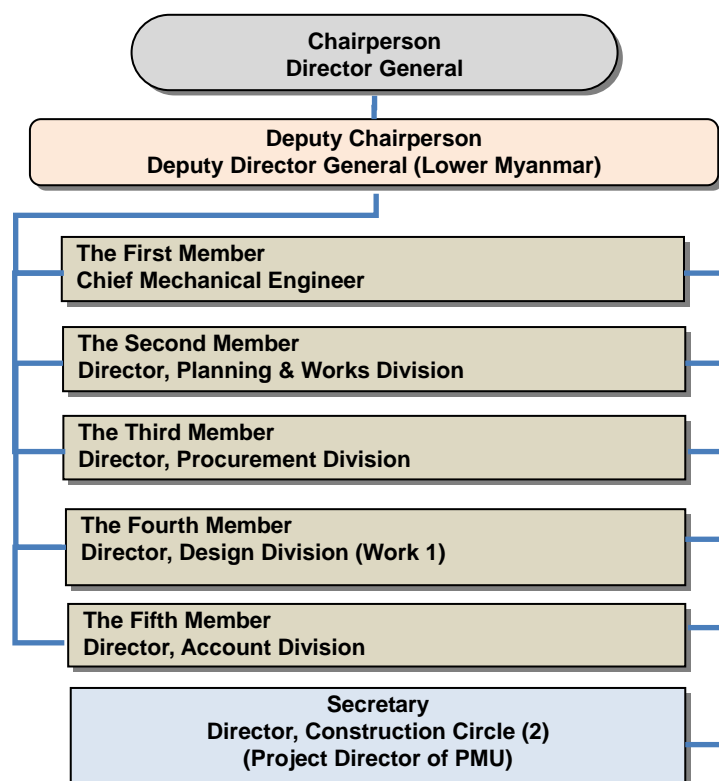 Chairperson
Director General
Deputy Chairperson
Deputy Director General (Lower Myanmar)
The First Member
Chief Mechanical Engineer
The Second Member
Director, Planning & Works Division
The Third Member
Director, Procurement Division
The Fourth Member
Director, Design Division (Work 1)
The Fifth Member
Director, Account Division
Secretary
Director, Construction Circle (2)
(Project Director of PMU)